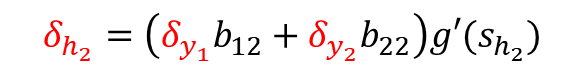 δ_{h_2} = (δ_{y_1} b_{12} + δ_{y_2} b_{22}) g′(s_{h_2})